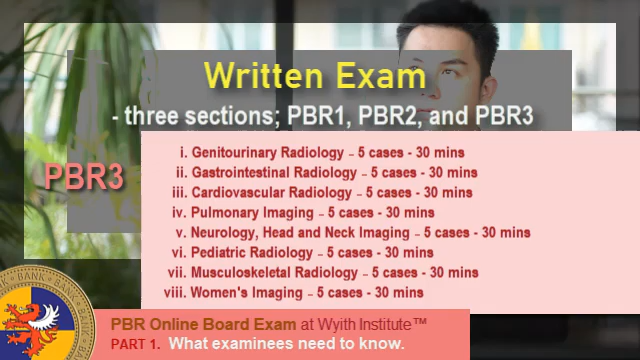 Written Exam
- three sections; PBR1, PBR2, and PBR3
PBR3
i. Genitourinary Radiology – 5 cases - 30 mins
ii. Gastrointestinal Radiology – 5 cases - 30 mins
iii. Cardiovascular Radiology – 5 cases - 30 mins
iv. Pulmonary Imaging – 5 cases - 30 mins
v. Neurology, Head and Neck Imaging – 5 cases - 30 mins
vi. Pediatric Radiology – 5 cases - 30 mins
vii. Musculoskeletal Radiology – 5 cases - 30 mins
viii. Women's Imaging – 5 cases - 30 mins
BANK BANK
PBR Online Board Exam at Wyith Institute™
PART 1. What examinees need to know.